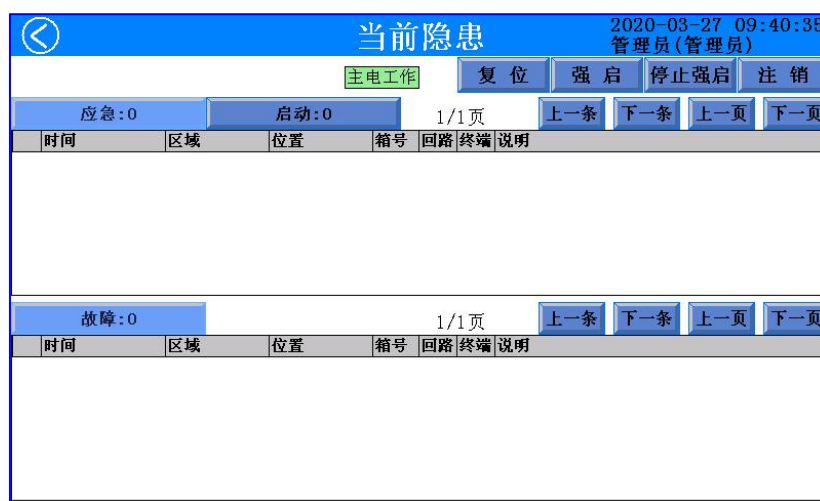 当前隐患 2020-03-27 09:40:35
管理员(管理员)
主电工作 复位 强启 停止强启 注销
应急:0 启动:0 1/1页 上一条 下一条 上一页 下一页
时间 区域 位置 箱号 回路 终端 说明
故障:0 1/1页 上一条 下一条 上一页 下一页
时间 区域 位置 箱号 回路 终端 说明